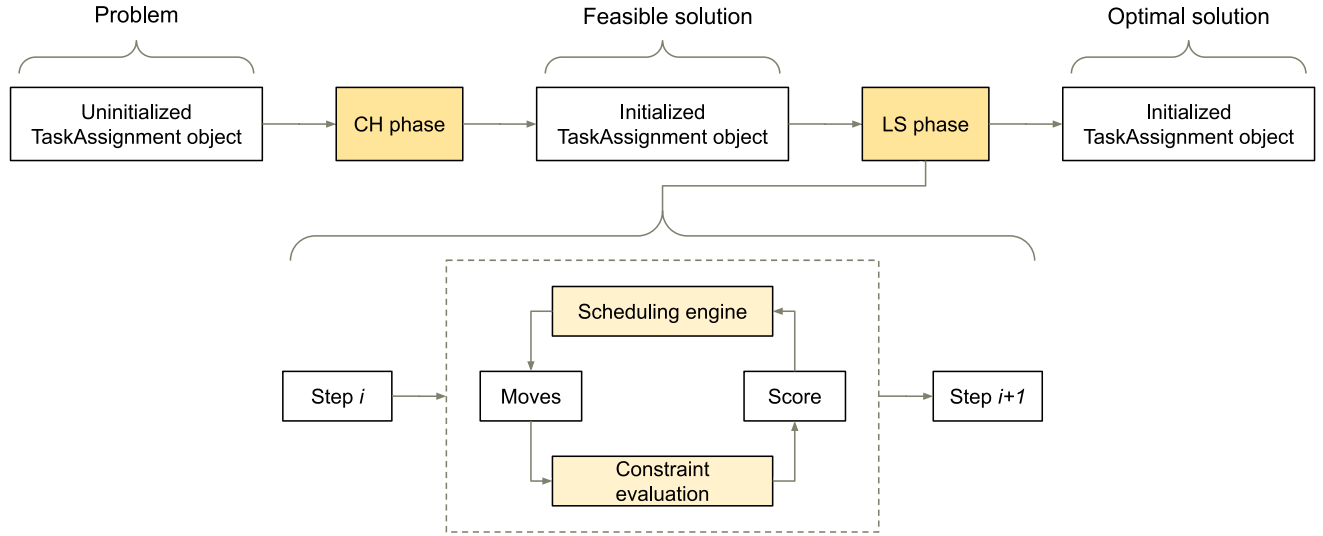 Problem
Feasible solution
Optimal solution
Uninitialized
TaskAssignment object
CH phase
Initialized
TaskAssignment object
LS phase
Initialized
TaskAssignment object
Scheduling engine
Step i
Moves
Score
Step i+1
Constraint
evaluation